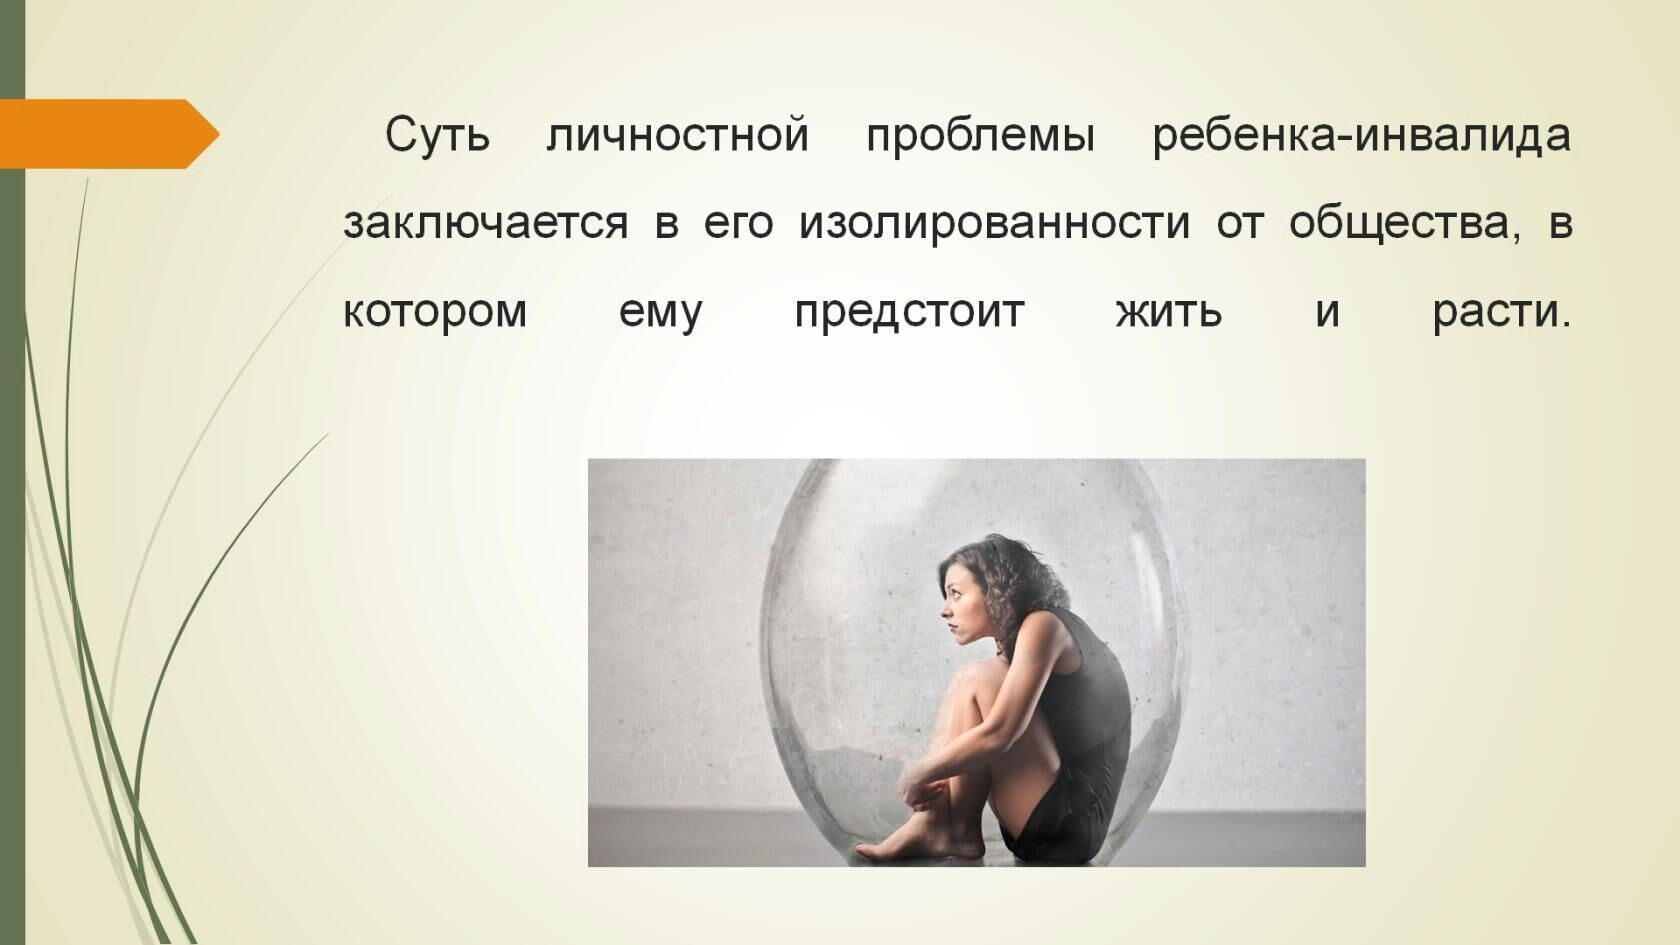 Суть личностной проблемы ребенка-инвалида
заключается в его изолированности от общества, в
котором ему предстоит жить и расти.